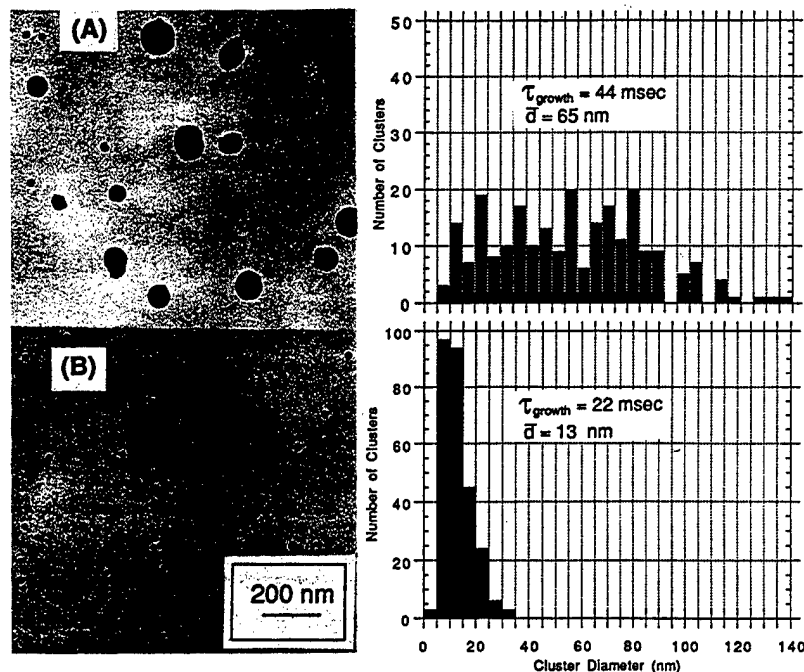 (A)
50
40
30
20
10
0
Number of Clusters
τgrowth = 44 msec
d̅ = 65 nm
(B)
200 nm
100
80
60
40
20
0
Number of Clusters
τgrowth = 22 msec
d̅ = 13 nm
0 20 40 60 80 100 120 140
Cluster Diameter (nm)